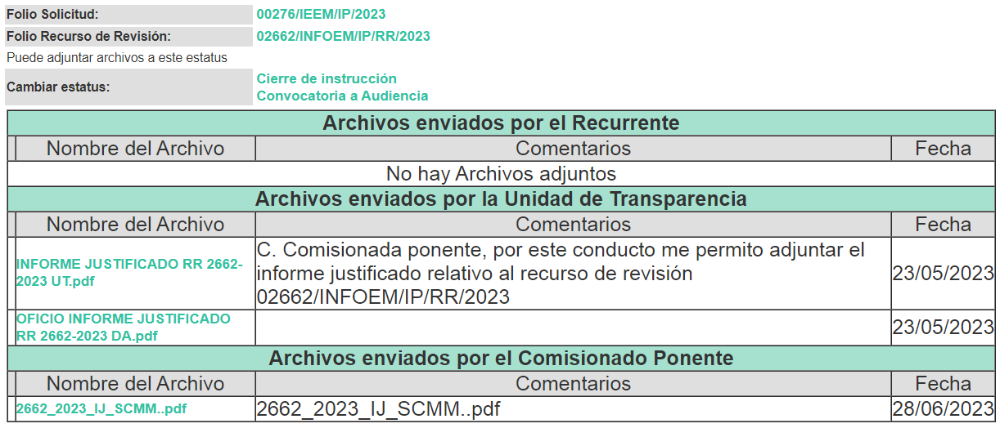 Folio Solicitud: 00276/IEEM/IP/2023
Folio Recurso de Revisión: 02662/INFOEM/IP/RR/2023
Puede adjuntar archivos a este estatus
Cambiar estatus: Cierre de instrucción
Convocatoria a Audiencia
Archivos enviados por el Recurrente
Nombre del Archivo Comentarios Fecha
No hay Archivos adjuntos
Archivos enviados por la Unidad de Transparencia
Nombre del Archivo Comentarios Fecha
INFORME JUSTIFICADO RR 2662-
2023 UT.pdf
C. Comisionada ponente, por este conducto me permito adjuntar el
informe justificado relativo al recurso de revisión
02662/INFOEM/IP/RR/2023
23/05/2023
OFICIO INFORME JUSTIFICADO
RR 2662-2023 DA.pdf
23/05/2023
Archivos enviados por el Comisionado Ponente
Nombre del Archivo Comentarios Fecha
2662_2023_IJ_SCMM..pdf 2662_2023_IJ_SCMM..pdf 28/06/2023